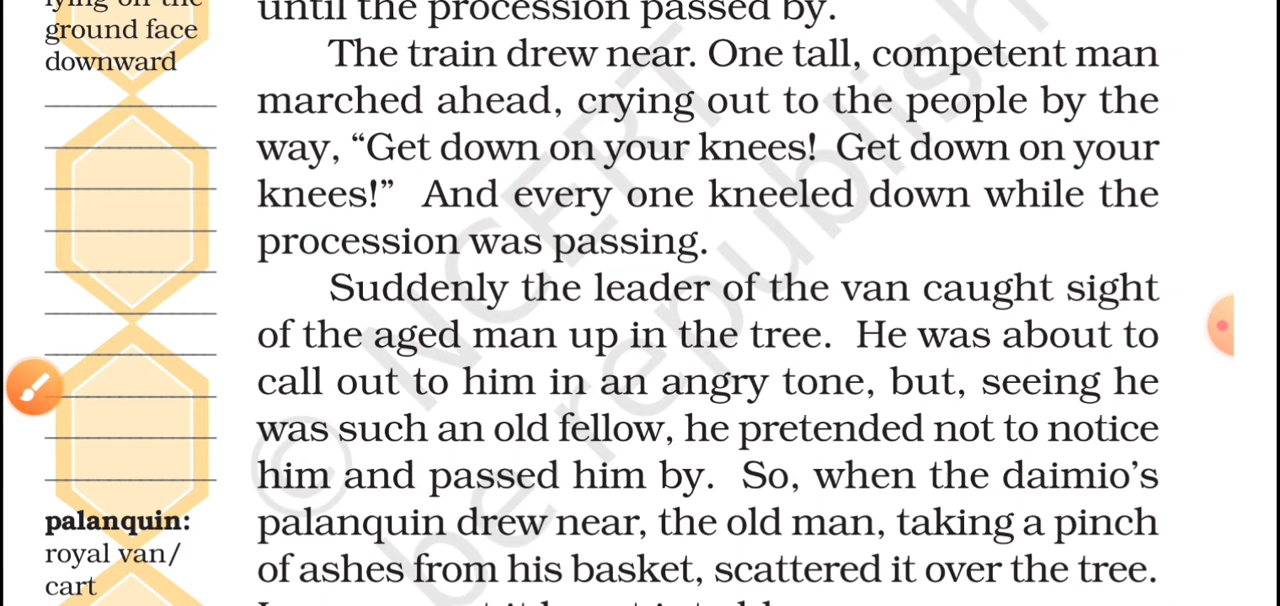 lying on the
ground face
downward
palanquin:
royal van/
cart
until the procession passed by.
The train drew near. One tall, competent man
marched ahead, crying out to the people by the
way, “Get down on your knees! Get down on your
knees!” And every one kneeled down while the
procession was passing.
Suddenly the leader of the van caught sight
of the aged man up in the tree. He was about to
call out to him in an angry tone, but, seeing he
was such an old fellow, he pretended not to notice
him and passed him by. So, when the daimio’s
palanquin drew near, the old man, taking a pinch
of ashes from his basket, scattered it over the tree.
© NCERT
be republish